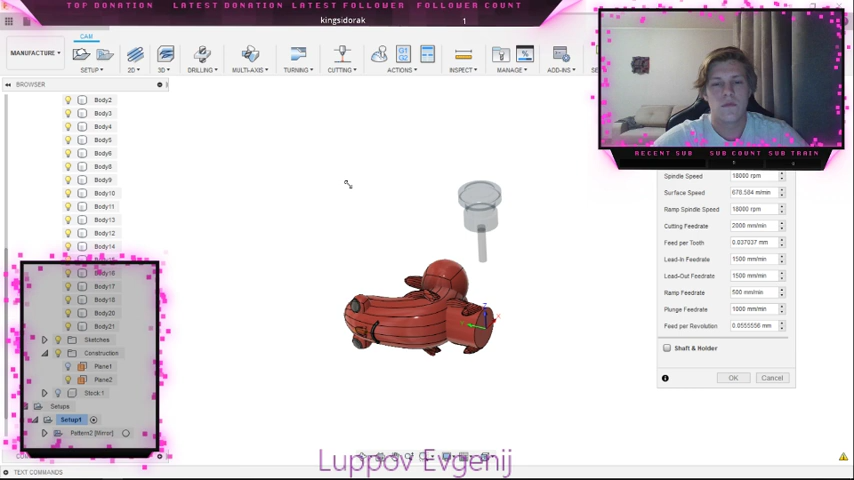 TOP DONATION LATEST DONATION LATEST FOLLOWER FOLLOWER COUNT
kingsidorak 1
MANUFACTURE
CAM
SETUP
2D
3D
DRILLING
MULTI-AXIS
TURNING
CUTTING
ACTIONS
INSPECT
MANAGE
ADD-INS
G1
G2
BROWSER
Body2
Body3
Body4
Body5
Body6
Body8
Body9
Body10
Body11
Body13
Body12
Body14
Body16
Body17
Body18
Body20
Body21
Sketches
Construction
Plane1
Plane2
Stock:1
Setups
Setup1
Pattern2 [Mirror]
TEXT COMMANDS
RECENT SUB SUB COUNT SUB TRAIN
Spindle Speed 18000 rpm
Surface Speed 678.584 m/min
Ramp Spindle Speed 18000 rpm
Cutting Feedrate 2000 mm/min
Feed per Tooth 0.037037 mm
Lead-In Feedrate 1500 mm/min
Lead-Out Feedrate 1500 mm/min
Ramp Feedrate 500 mm/min
Plunge Feedrate 1000 mm/min
Feed per Revolution 0.0555556 mm
Shaft & Holder
OK Cancel
Luppov Evgenij